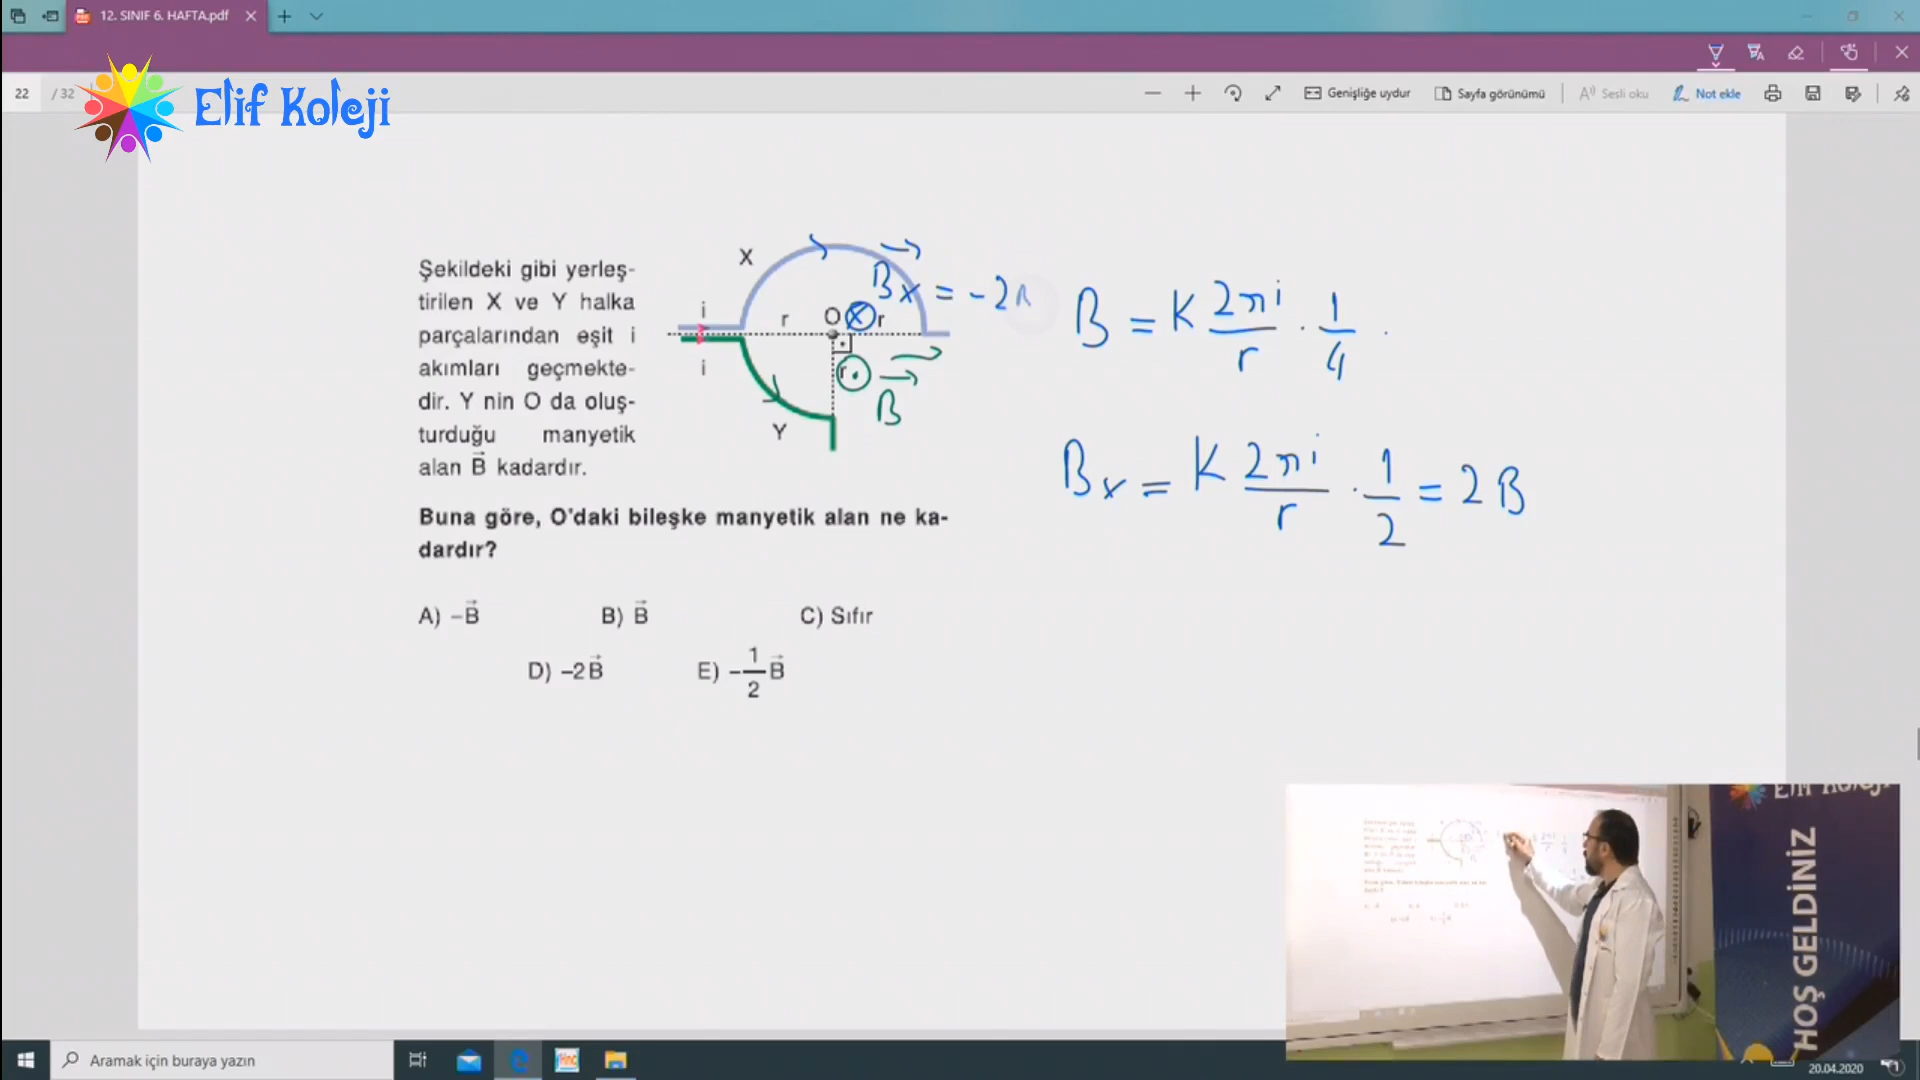 12. SINIF 6. HAFTA.pdf
22 / 32
Elif Koleji
Genişliğe uydur
Sayfa görünümü
Sesli oku
Not ekle
Şekildeki gibi yerleş-
tirilen X ve Y halka
parçalarından eşit i
akımları geçmekte-
dir. Y nin O da oluş-
turduğu manyetik
alan B⃗ kadardır.
X
i
r
O
r
i
r
Y
B⃗x = -2B
B⃗
B = K 2πi/r · 1/4 ·
Bx = K 2πi/r · 1/2 = 2B
Buna göre, O'daki bileşke manyetik alan ne ka-
dardır?
A) –B⃗
B) B⃗
C) Sıfır
D) –2B⃗
E) –1/2 B⃗
Elif Koleji
HOŞ GELDİNİZ
Aramak için buraya yazın
20.04.2020
1